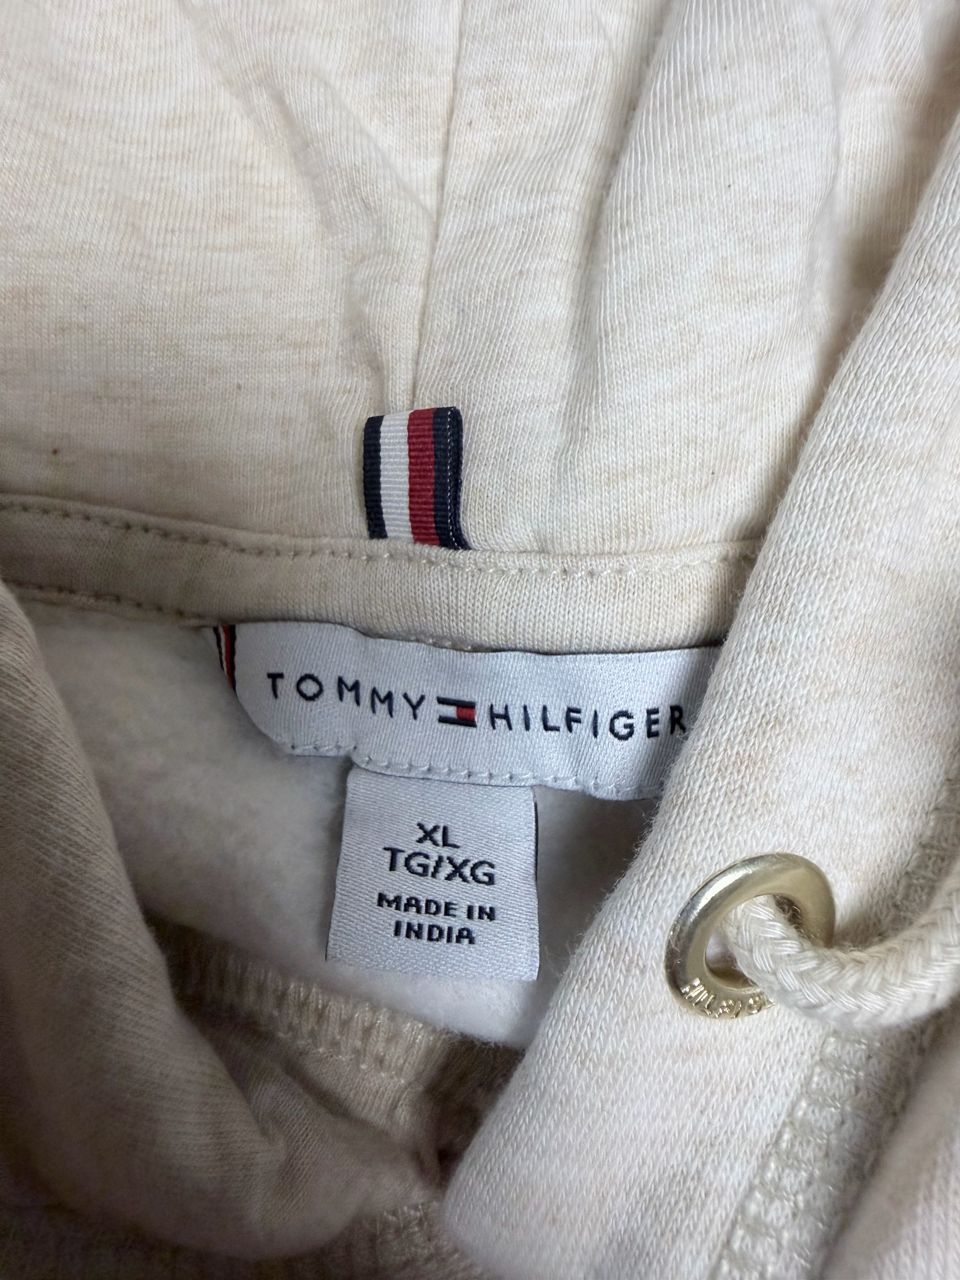 TOMMY HILFIGER
XL
TG/XG
MADE IN
INDIA